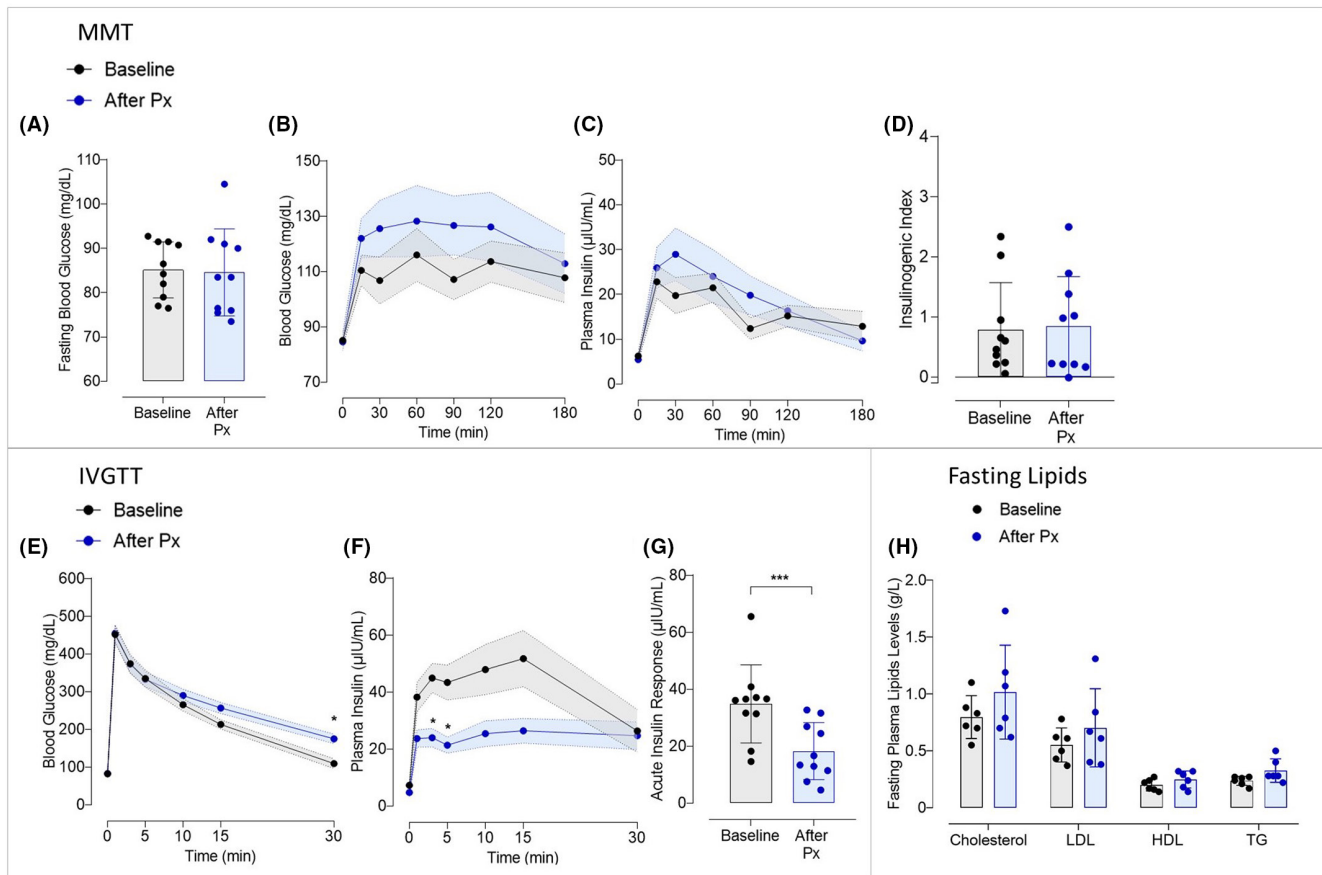 MMT
Baseline
After Px
(A)
Fasting Blood Glucose (mg/dL)
110
100
90
80
70
60
Baseline
After
Px
(B)
Blood Glucose (mg/dL)
150
130
110
90
70
0
30
60
90
120
180
Time (min)
(C)
Plasma Insulin (µIU/mL)
50
40
30
20
10
0
0
30
60
90
120
180
Time (min)
(D)
Insulinogenic Index
4
3
2
1
0
Baseline
After
Px
IVGTT
Baseline
After Px
(E)
Blood Glucose (mg/dL)
600
500
400
300
200
100
0
*
0
5
10
15
30
Time (min)
(F)
Plasma Insulin (µIU/mL)
80
60
40
20
0
*
*
0
5
10
15
30
Time (min)
(G)
Acute Insulin Response (µIU/mL)
80
60
40
20
0
***
Baseline
After
Px
Fasting Lipids
Baseline
After Px
(H)
Fasting Plasma Lipids Levels (g/L)
2.0
1.5
1.0
0.5
0
Cholesterol
LDL
HDL
TG